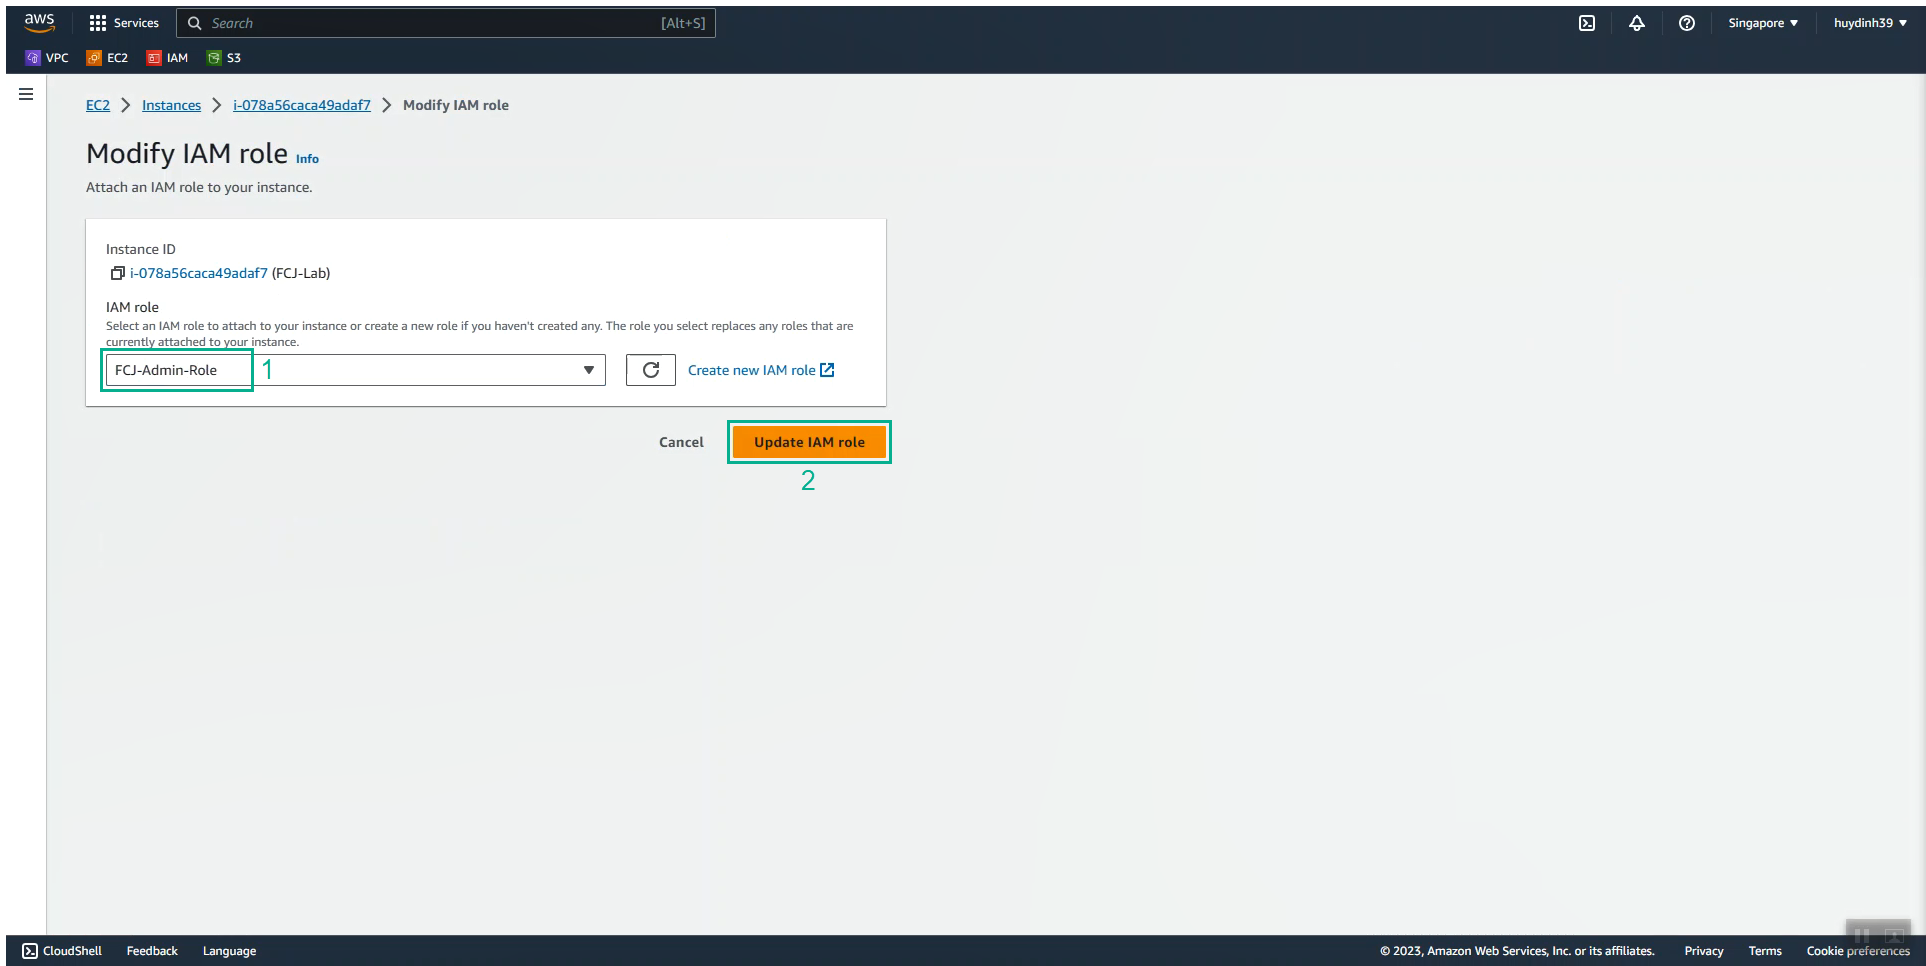 aws
Services
Search
[Alt+S]
Singapore
huydinh39
VPC
EC2
IAM
S3
EC2 Instances i-078a56caca49adaf7 Modify IAM role
Modify IAM role Info
Attach an IAM role to your instance.
Instance ID
i-078a56caca49adaf7 (FCJ-Lab)
IAM role
Select an IAM role to attach to your instance or create a new role if you haven't created any. The role you select replaces any roles that are
currently attached to your instance.
FCJ-Admin-Role
1
Create new IAM role
Cancel
Update IAM role
2
CloudShell
Feedback
Language
© 2023, Amazon Web Services, Inc. or its affiliates.
Privacy
Terms
Cookie preferences